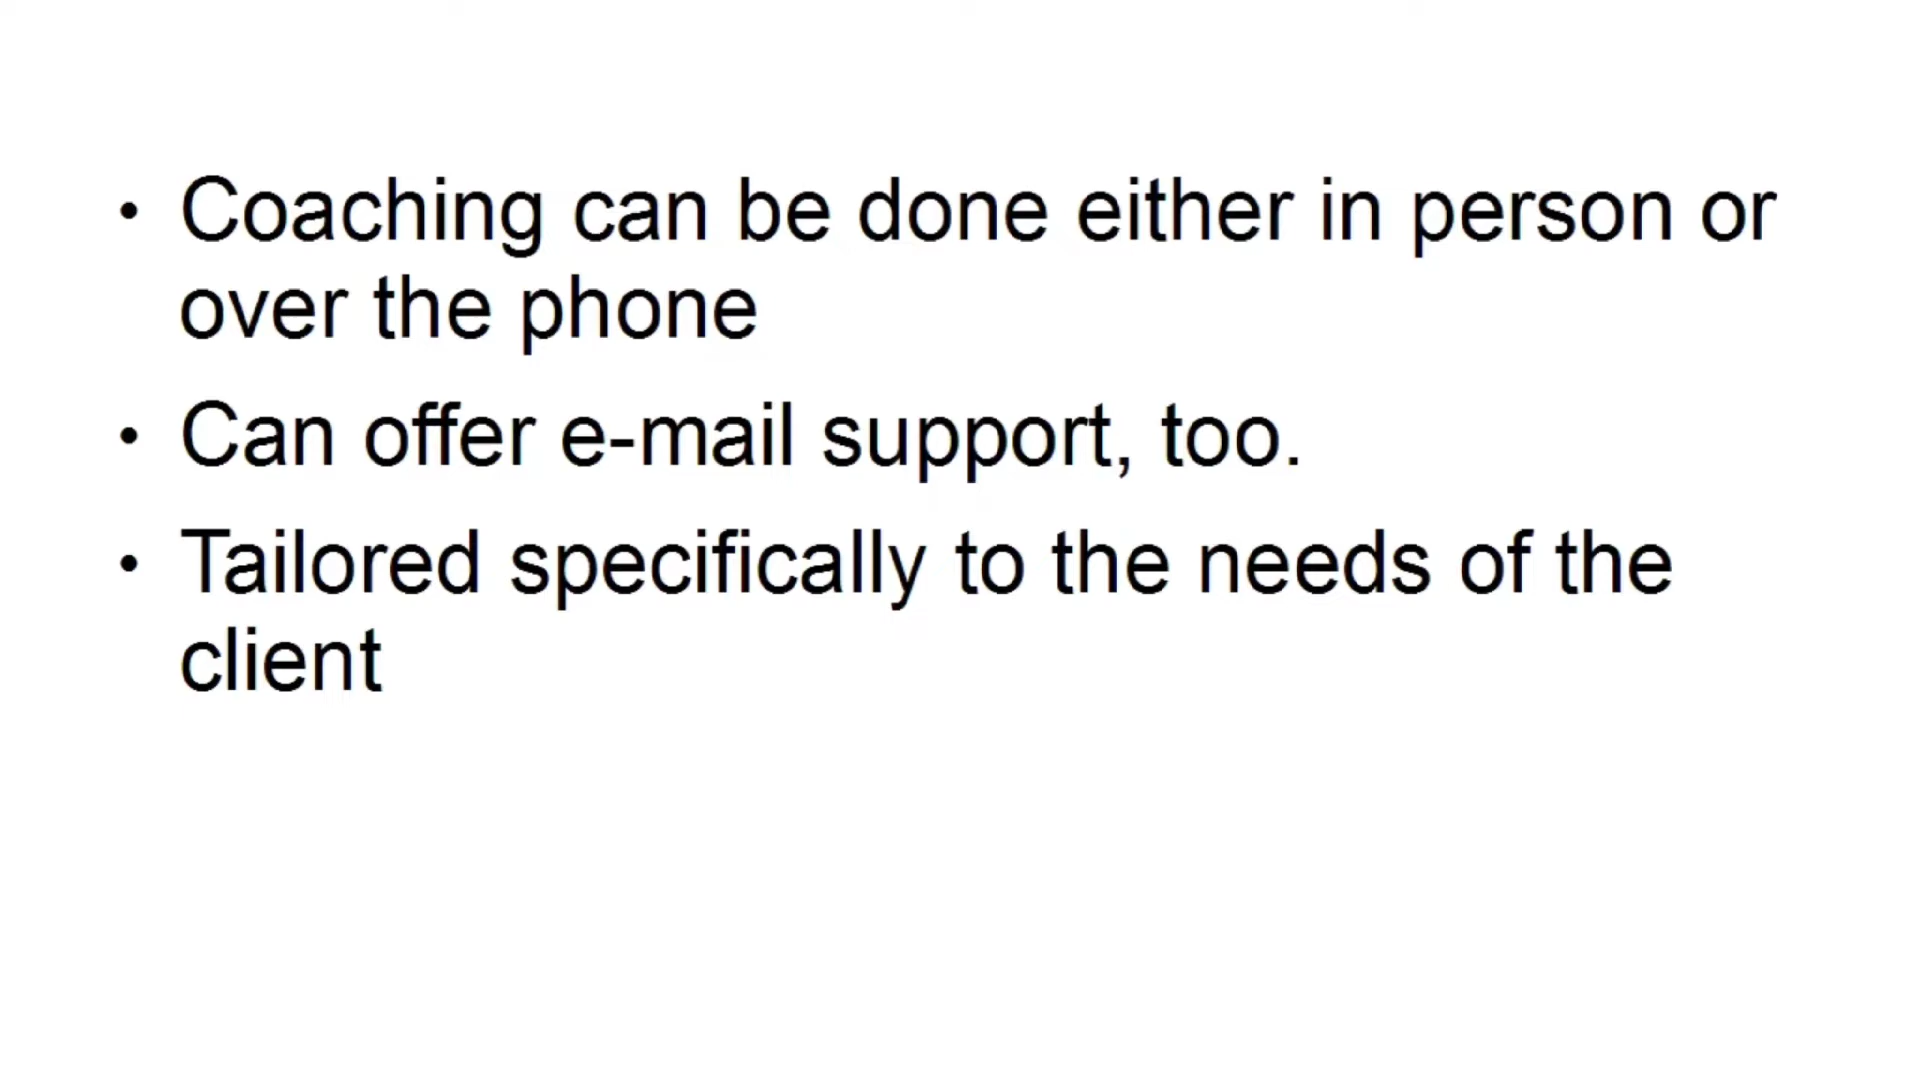 • Coaching can be done either in person or
over the phone
• Can offer e-mail support, too.
• Tailored specifically to the needs of the
client